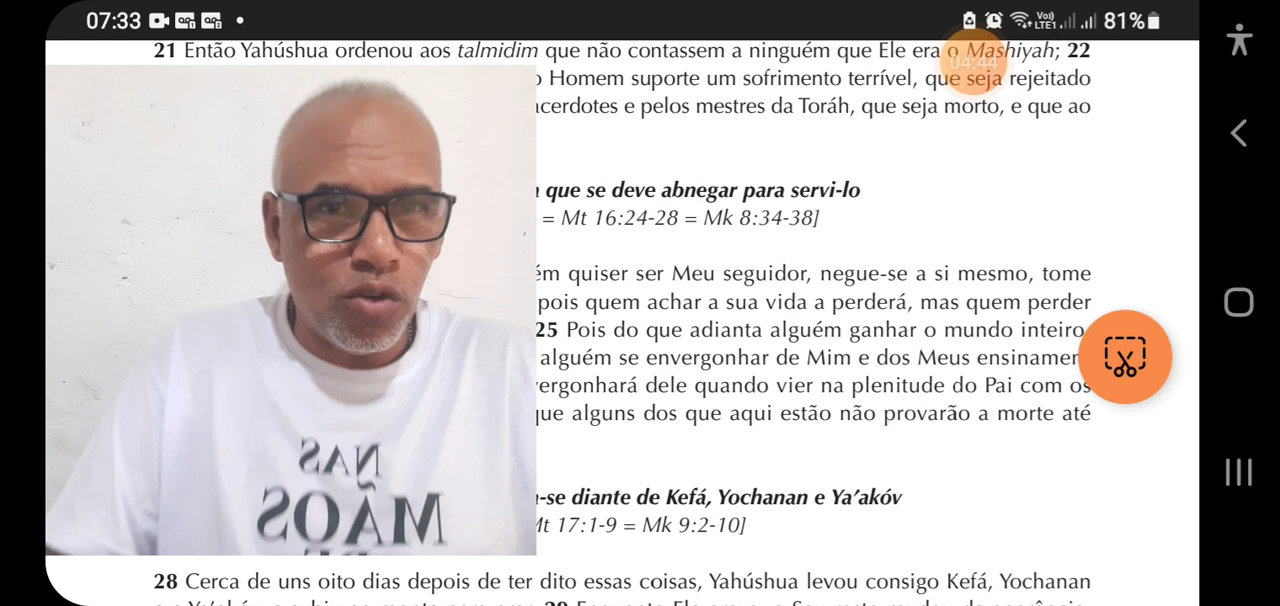 07:33 Vo)) LTE1 81%
21 Então Yahúshua ordenou aos talmidim que não contassem a ninguém que Ele era o Mashiyah; 22
04:44
o Homem suporte um sofrimento terrível, que seja rejeitado
acerdotes e pelos mestres da Toráh, que seja morto, e que ao
que se deve abnegar para servi-lo
= Mt 16:24-28 = Mk 8:34-38]
ém quiser ser Meu seguidor, negue-se a si mesmo, tome
pois quem achar a sua vida a perderá, mas quem perder
25 Pois do que adianta alguém ganhar o mundo inteiro
alguém se envergonhar de Mim e dos Meus ensinamen
vergonhará dele quando vier na plenitude do Pai com os
que alguns dos que aqui estão não provarão a morte até
NAS
MÃOS
-se diante de Kefá, Yochanan e Ya'akóv
Mt 17:1-9 = Mk 9:2-10]
28 Cerca de uns oito dias depois de ter dito essas coisas, Yahúshua levou consigo Kefá, Yochanan